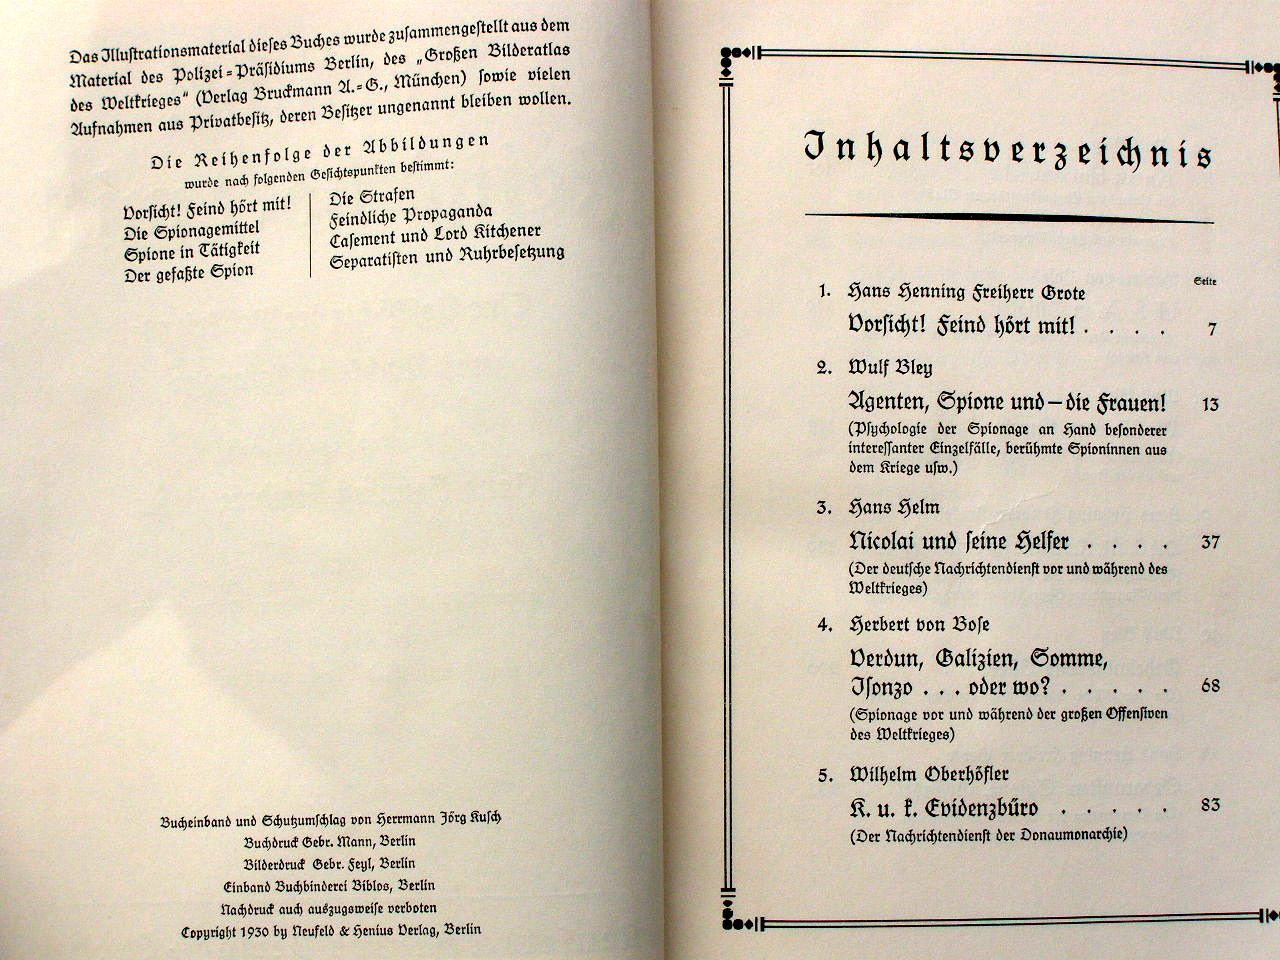 Das Illustrationsmaterial dieses Buches wurde zusammengestellt aus dem
Material des Polizei-Präsidiums Berlin, des „Großen Bilderatlas
des Weltkrieges“ (Verlag Bruckmann A.-G., München) sowie vielen
Aufnahmen aus Privatbesitz, deren Besitzer ungenannt bleiben wollen.
Die Reihenfolge der Abbildungen
wurde nach folgenden Gesichtspunkten bestimmt:
Vorsicht! Feind hört mit!
Die Spionagemittel
Spione in Tätigkeit
Der gefaßte Spion
Die Strafen
Feindliche Propaganda
Casement und Lord Kitchener
Separatisten und Ruhrbesetzung
Bucheinband und Schutzumschlag von Herrmann Jörg Kusch
Buchdruck Gebr. Mann, Berlin
Bilderdruck Gebr. Feyl, Berlin
Einband Buchbinderei Biblos, Berlin
Nachdruck auch auszugsweise verboten
Copyright 1930 by Neufeld & Henius Verlag, Berlin
Inhaltsverzeichnis
Seite
1. Hans Henning Freiherr Grote
Vorsicht! Feind hört mit! . . . . 7
2. Wulf Bley
Agenten, Spione und – die Frauen! 13
(Psychologie der Spionage an Hand besonderer
interessanter Einzelfälle, berühmte Spioninnen aus
dem Kriege usw.)
3. Hans Helm
Nicolai und seine Helfer . . . . 37
(Der deutsche Nachrichtendienst vor und während des
Weltkrieges)
4. Herbert von Bose
Verdun, Galizien, Somme,
Isonzo . . . oder wo? . . . . . 68
(Spionage vor und während der großen Offensiven
des Weltkrieges)
5. Wilhelm Oberhöfler
K. u. k. Evidenzbüro . . . . . 83
(Der Nachrichtendienst der Donaumonarchie)